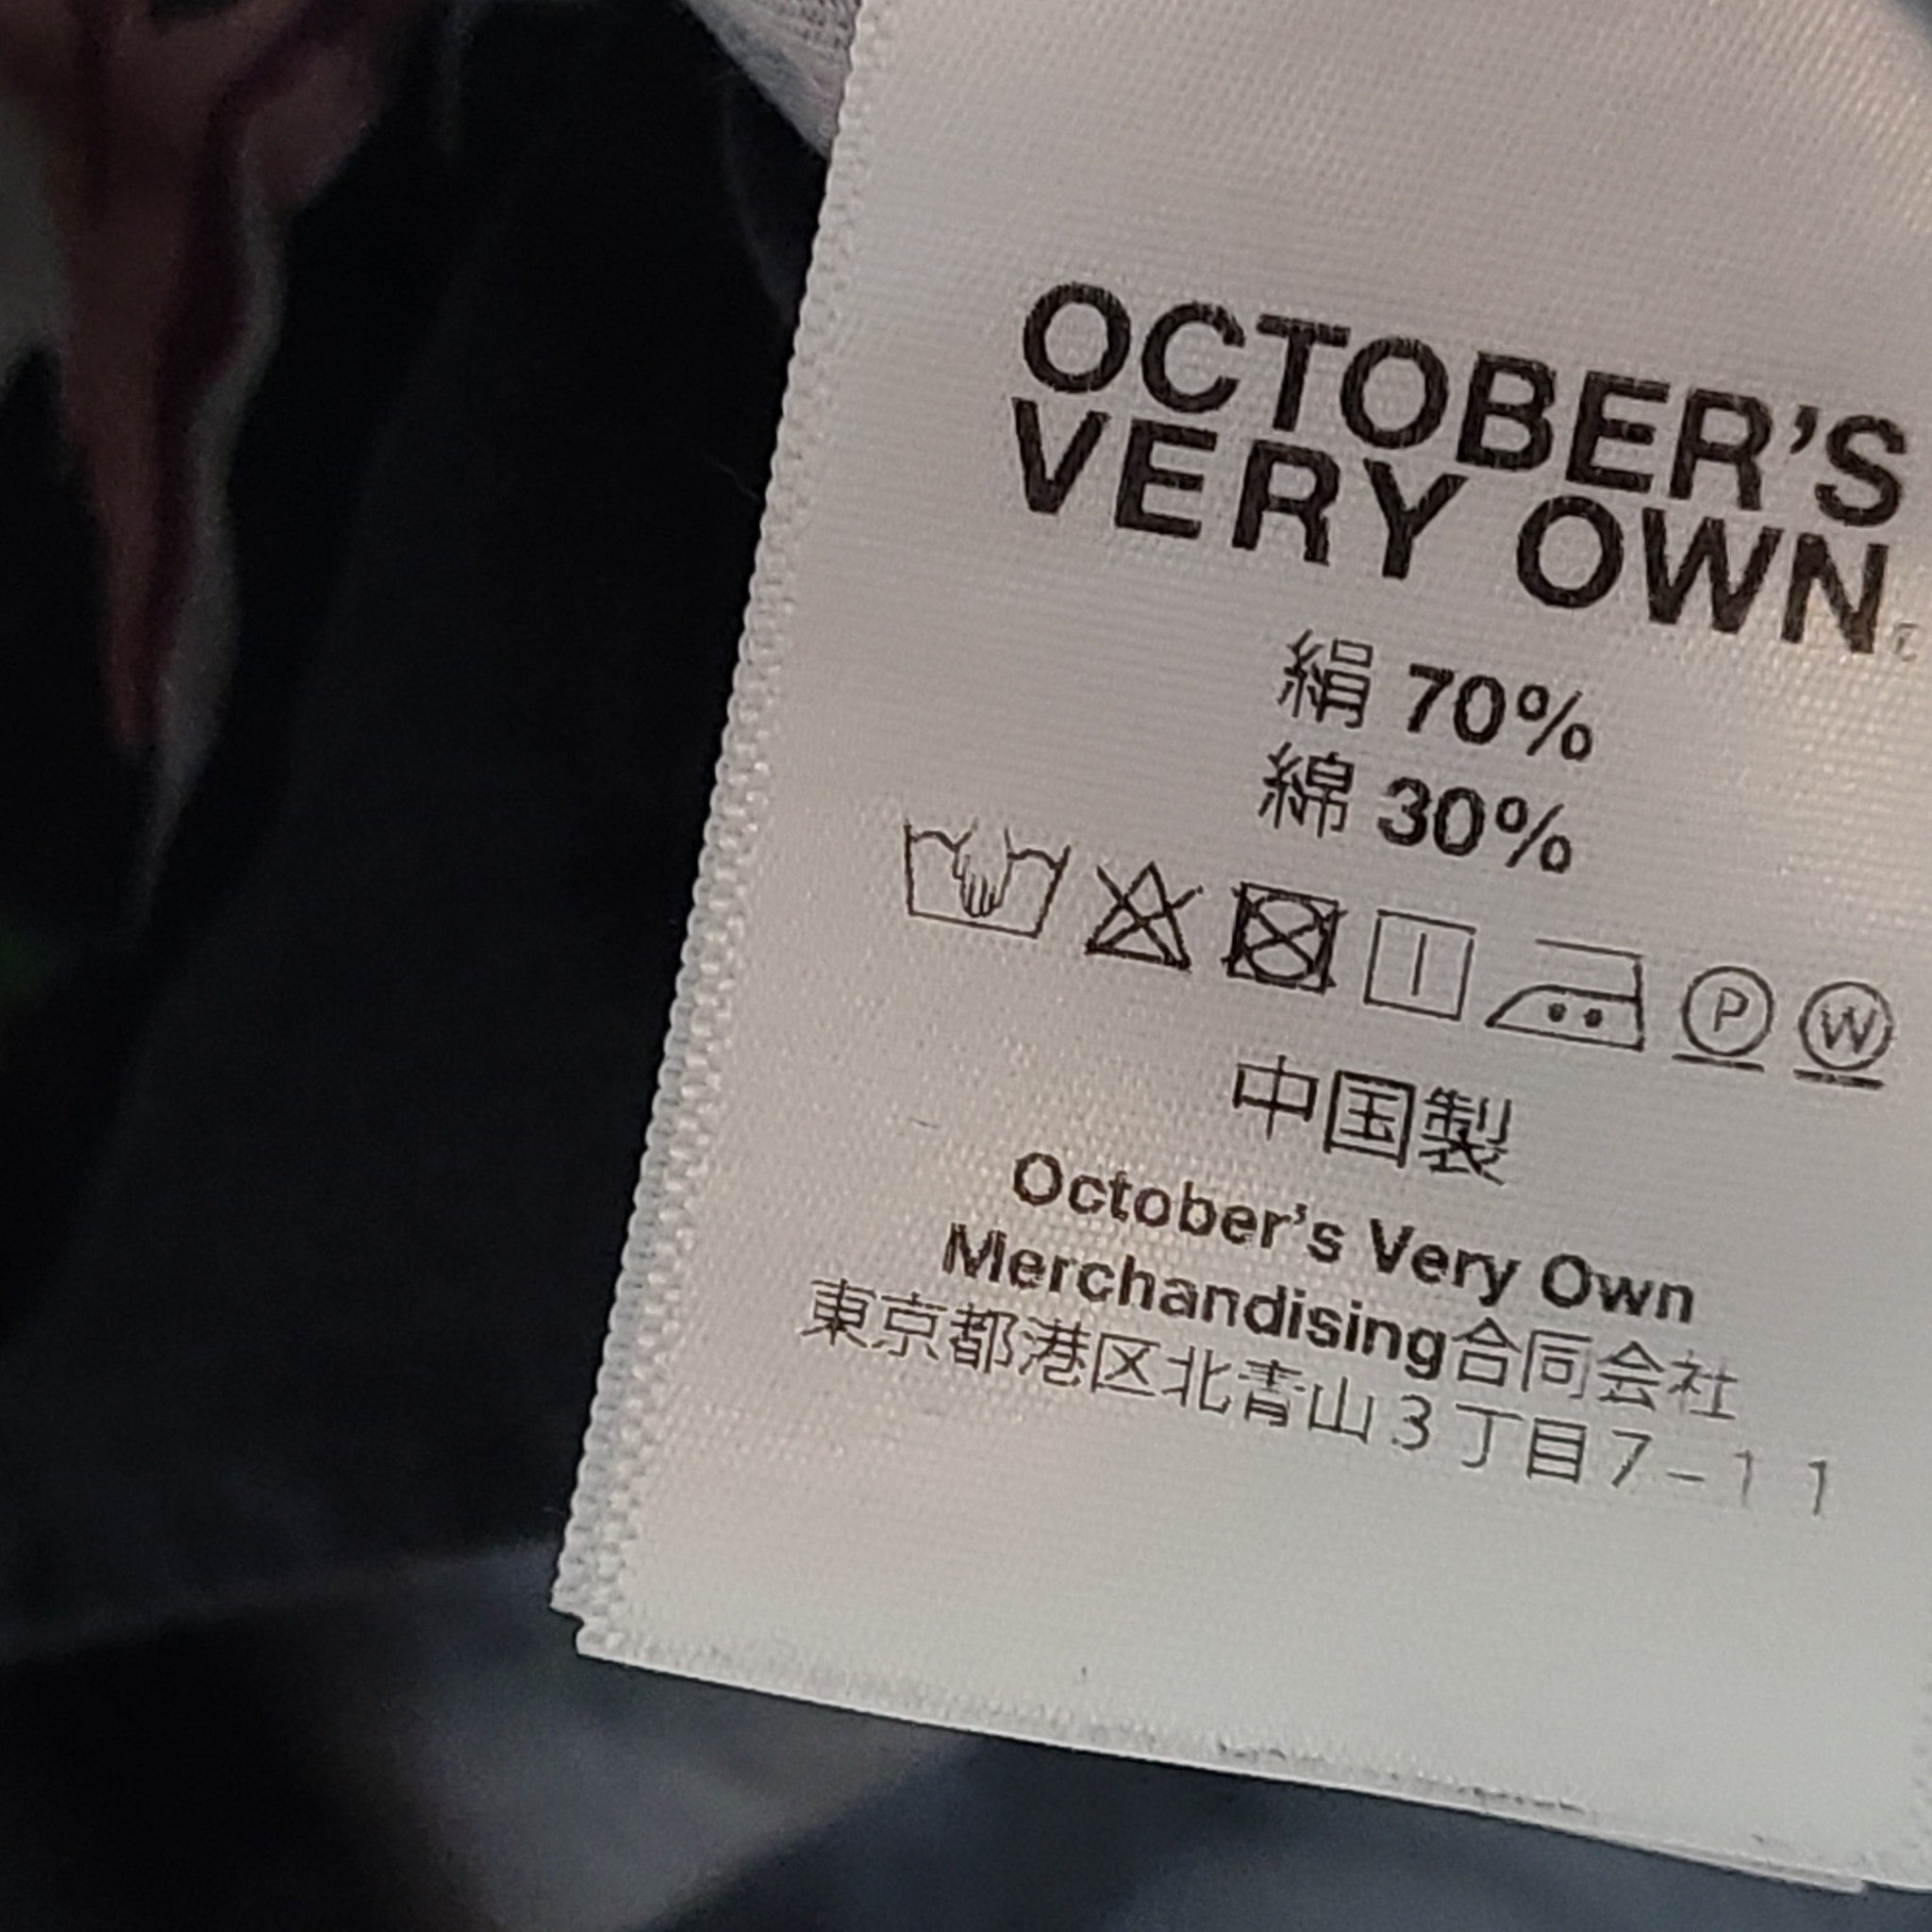 OCTOBER'S
VERY OWN
絹 70%
綿 30%
P W
中国製
October's Very Own
Merchandising合同会社
東京都港区北青山3丁目7-11